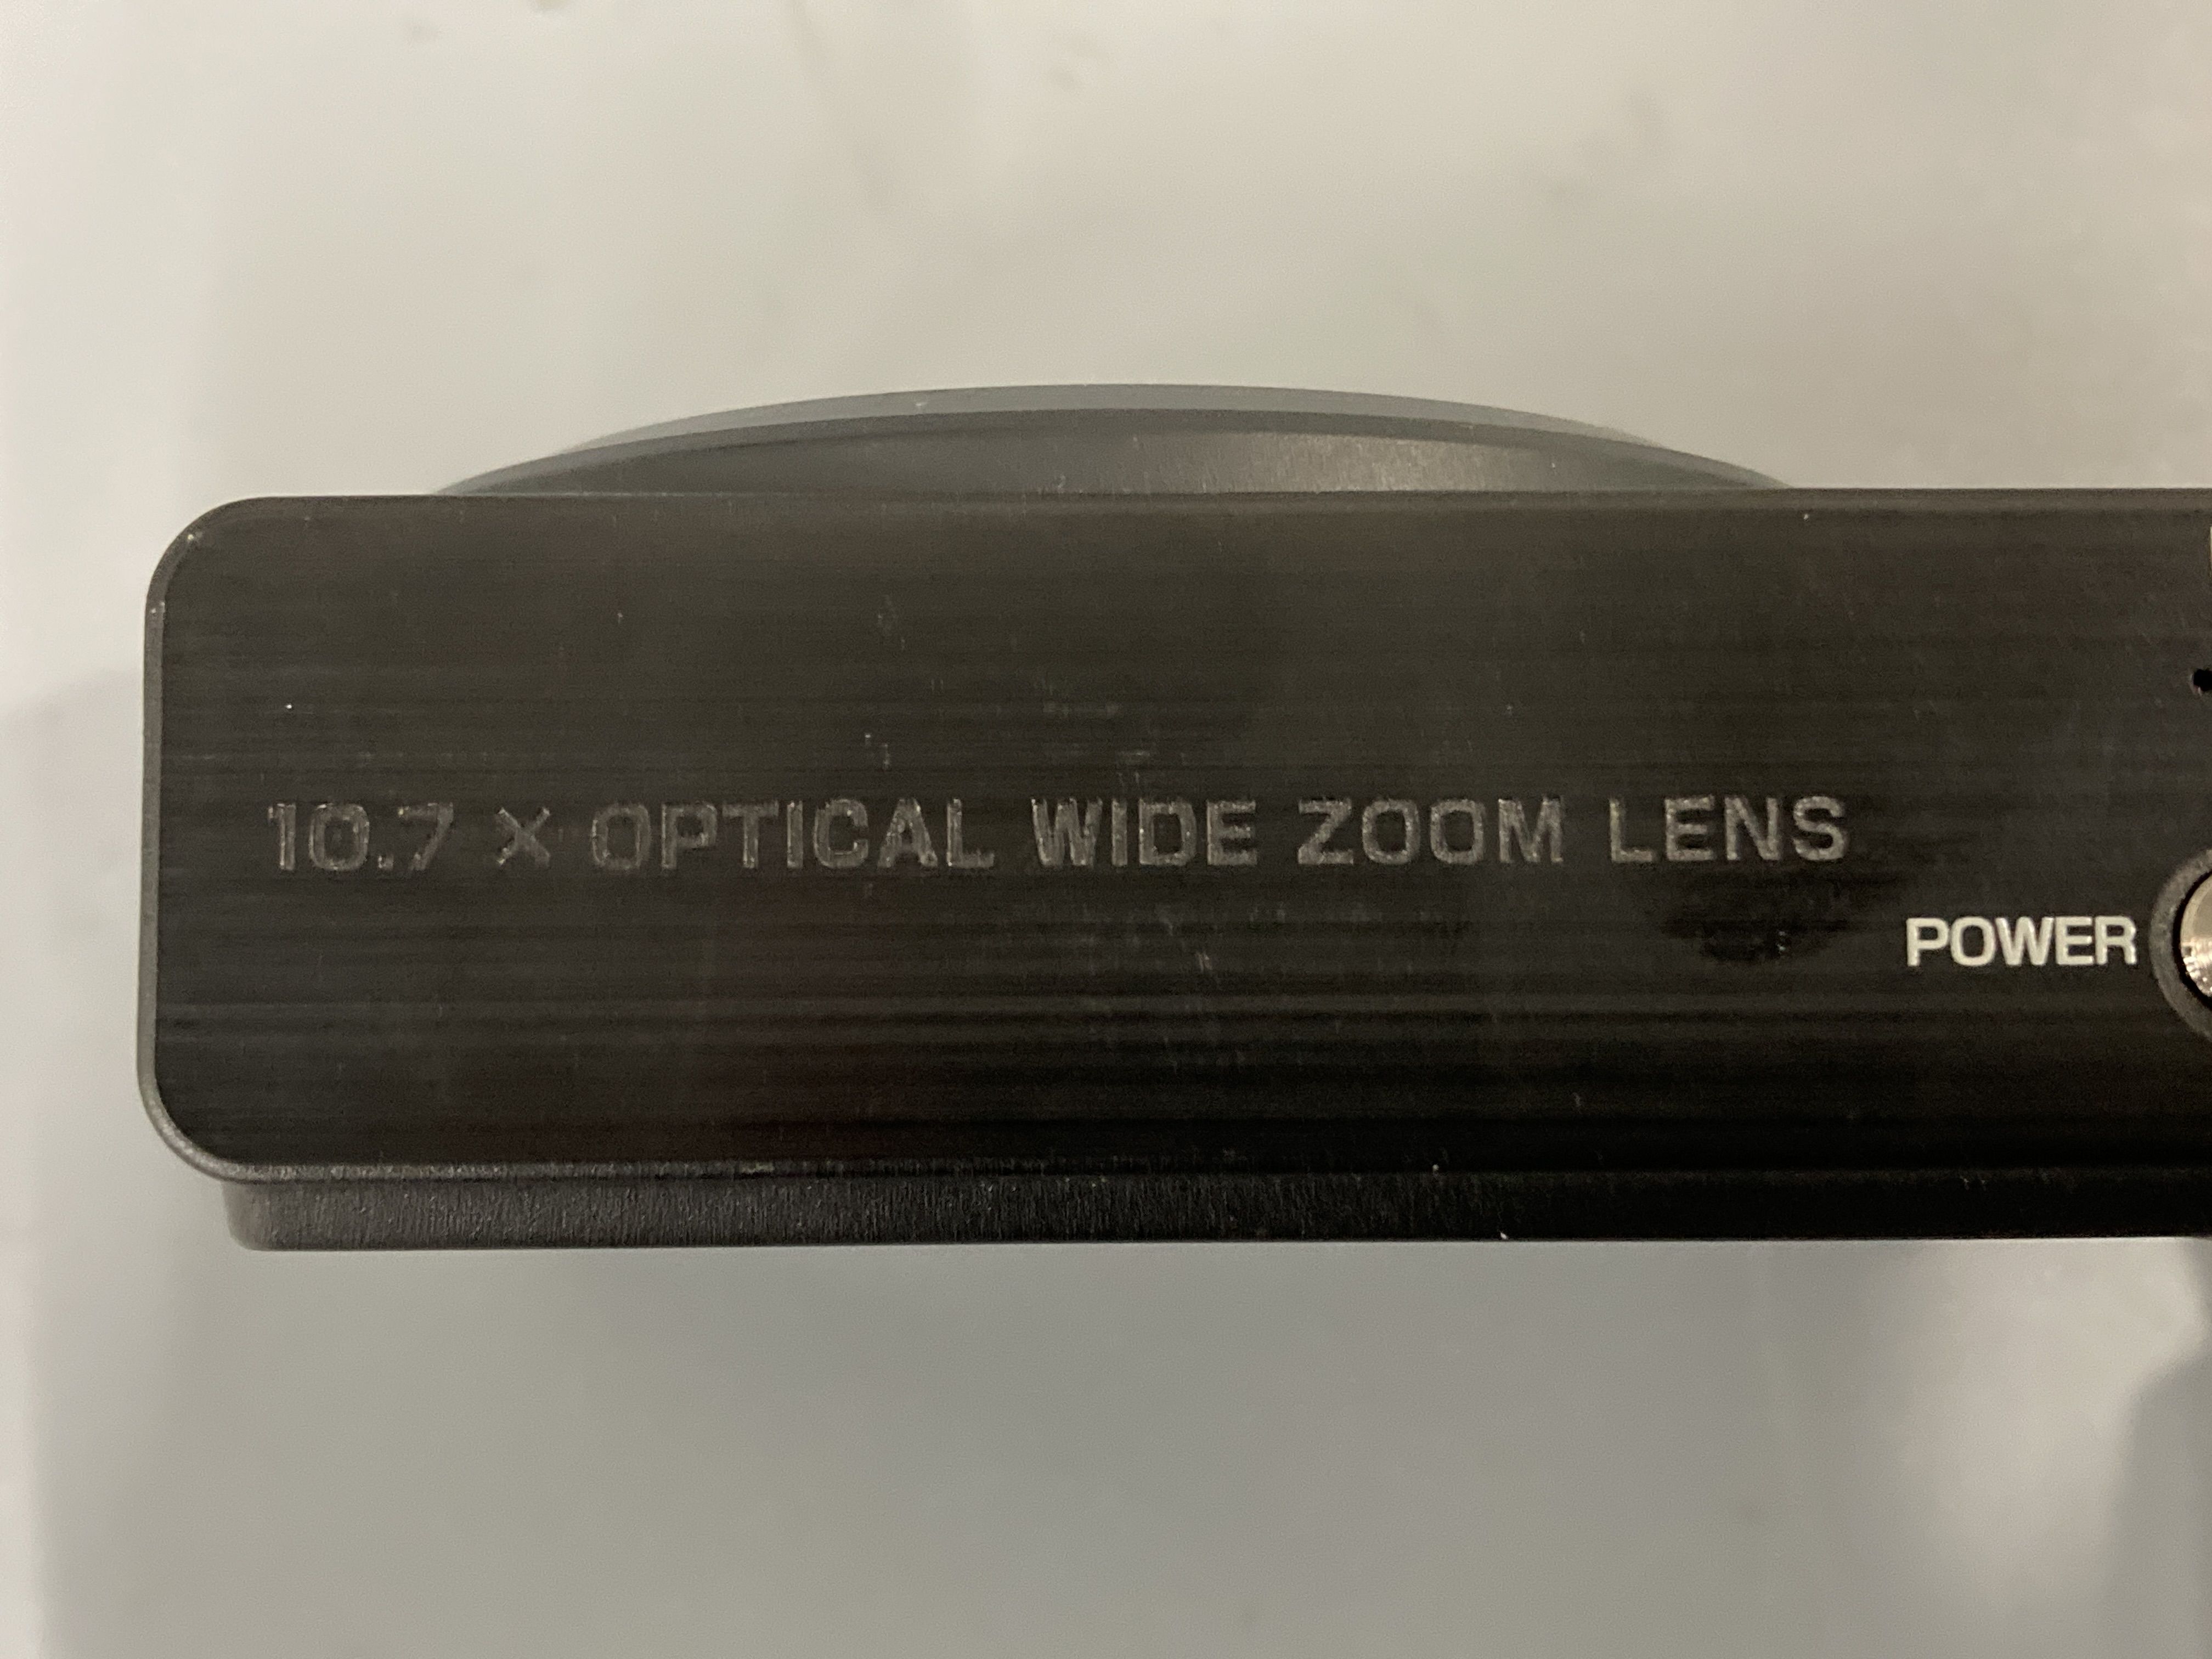 10.7 × OPTICAL WIDE ZOOM LENS
POWER